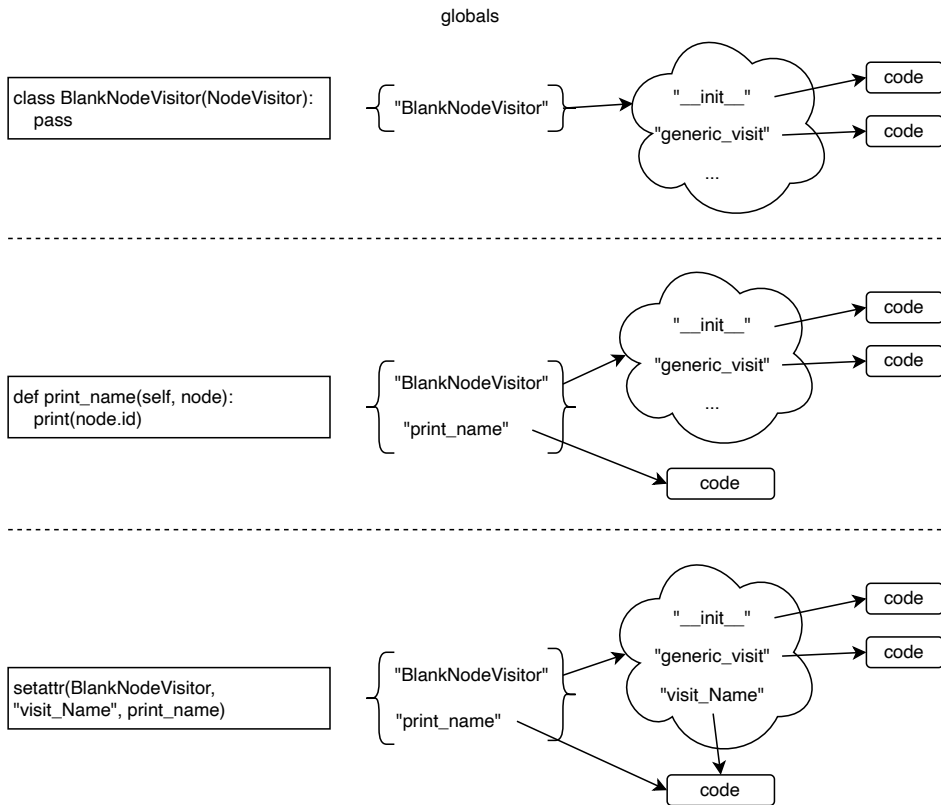 globals
class BlankNodeVisitor(NodeVisitor):
pass
"BlankNodeVisitor"
"__init__"
"generic_visit"
...
code
code
def print_name(self, node):
print(node.id)
"BlankNodeVisitor"
"print_name"
"__init__"
"generic_visit"
...
code
code
code
setattr(BlankNodeVisitor,
"visit_Name", print_name)
"BlankNodeVisitor"
"print_name"
"__init__"
"generic_visit"
"visit_Name"
code
code
code